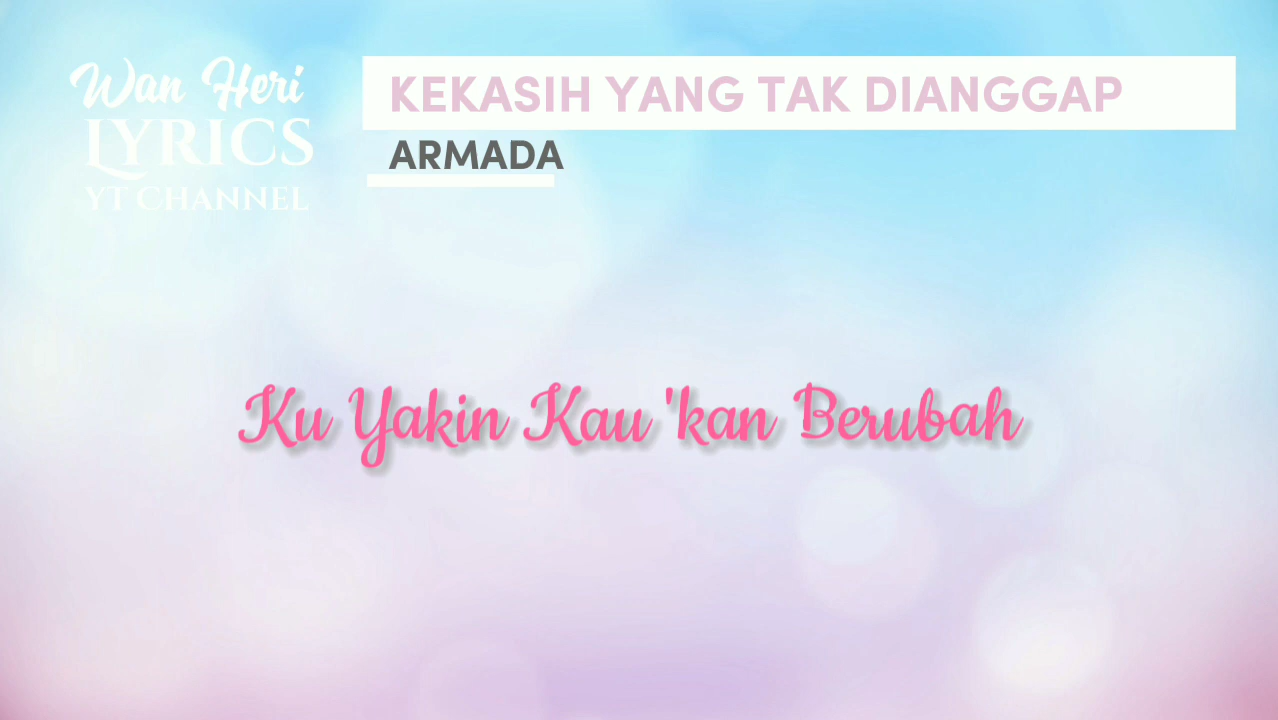 Wan Heri
LYRICS
YT CHANNEL
KEKASIH YANG TAK DIANGGAP
ARMADA
Ku Yakin Kau 'kan Berubah